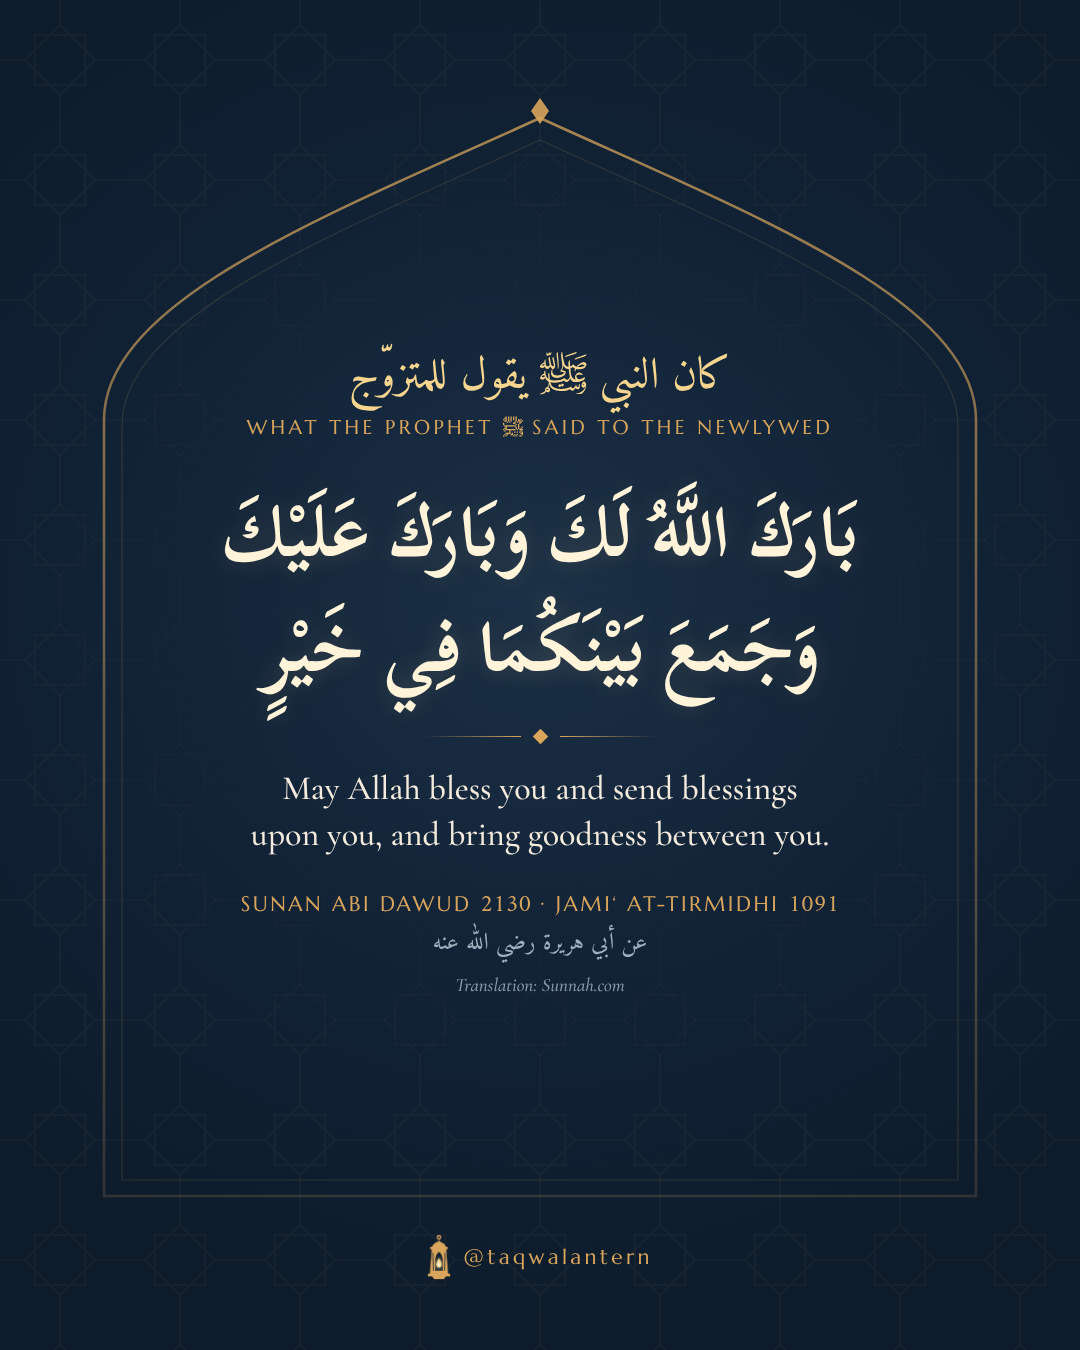 كان النبي ﷺ يقول للمتزوّج
WHAT THE PROPHET ﷺ SAID TO THE NEWLYWED
بَارَكَ اللَّهُ لَكَ وَبَارَكَ عَلَيْكَ
وَجَمَعَ بَيْنَكُمَا فِي خَيْرٍ
May Allah bless you and send blessings
upon you, and bring goodness between you.
SUNAN ABI DAWUD 2130 · JAMI‘ AT-TIRMIDHI 1091
عن أبي هريرة رضي الله عنه
Translation: Sunnah.com
@taqwalantern